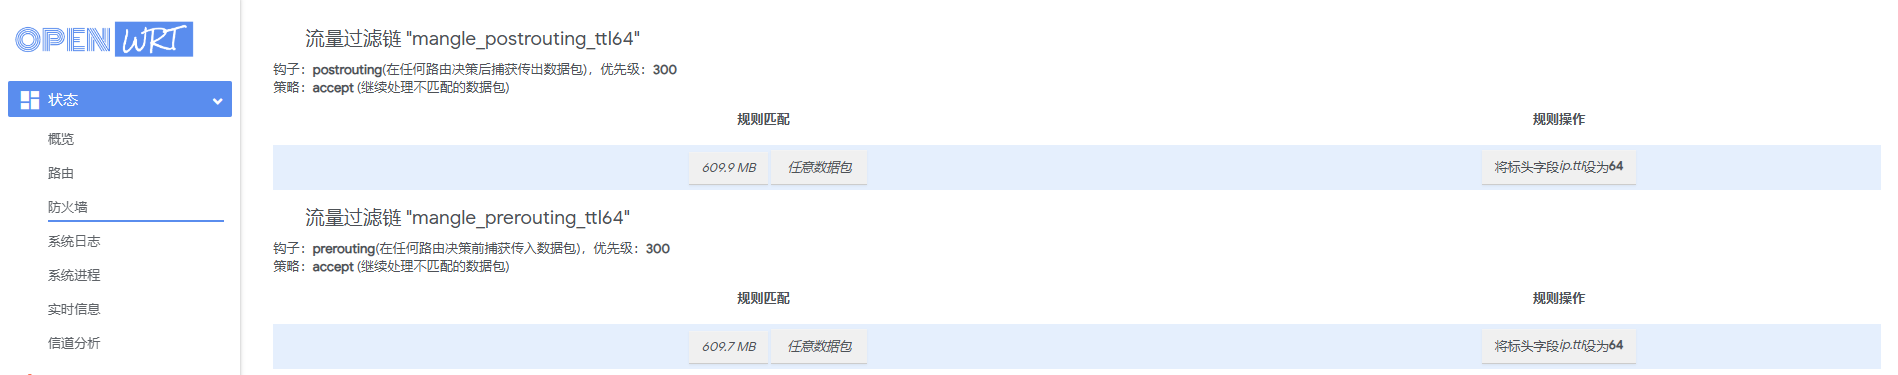 OPENWRT
状态
概览
路由
防火墙
系统日志
系统进程
实时信息
信道分析
流量过滤链 "mangle_postrouting_ttl64"
钩子：postrouting(在任何路由决策后捕获传出数据包)，优先级：300
策略：accept (继续处理不匹配的数据包)
规则匹配 规则操作
609.9 MB 任意数据包 将标头字段ip.ttl设为64
流量过滤链 "mangle_prerouting_ttl64"
钩子：prerouting(在任何路由决策前捕获传入数据包)，优先级：300
策略：accept (继续处理不匹配的数据包)
规则匹配 规则操作
609.7 MB 任意数据包 将标头字段ip.ttl设为64